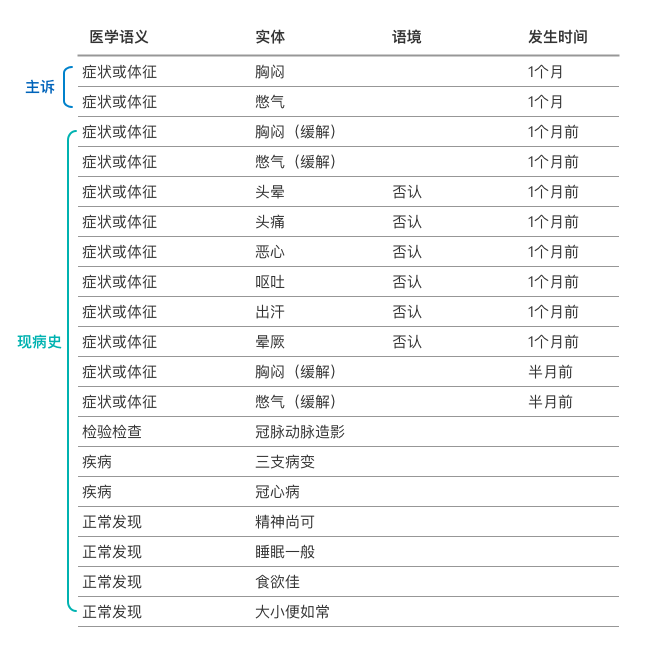 医学语义 实体 语境 发生时间
症状或体征 胸闷 1个月
主诉
症状或体征 憋气 1个月
症状或体征 胸闷（缓解） 1个月前
症状或体征 憋气（缓解） 1个月前
症状或体征 头晕 否认 1个月前
症状或体征 头痛 否认 1个月前
症状或体征 恶心 否认 1个月前
症状或体征 呕吐 否认 1个月前
症状或体征 出汗 否认 1个月前
现病史 症状或体征 晕厥 否认 1个月前
症状或体征 胸闷（缓解） 半月前
症状或体征 憋气（缓解） 半月前
检验检查 冠脉动脉造影
疾病 三支病变
疾病 冠心病
正常发现 精神尚可
正常发现 睡眠一般
正常发现 食欲佳
正常发现 大小便如常